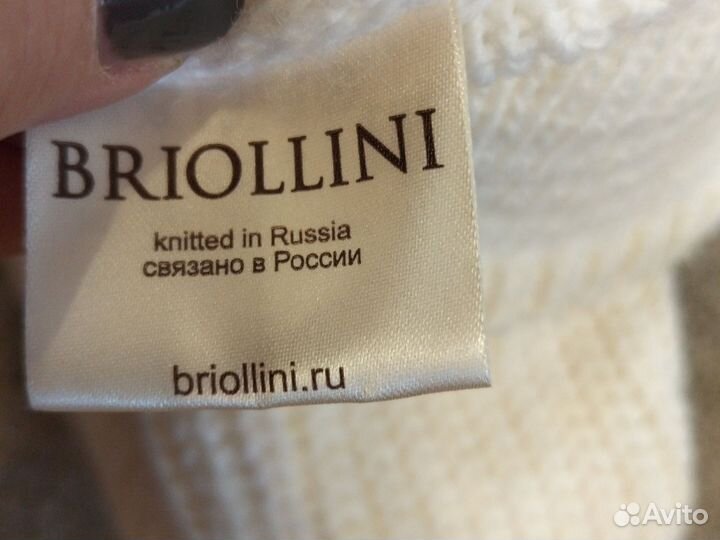 BRIOLLINI
knitted in Russia
связано в России
briollini.ru
Avito